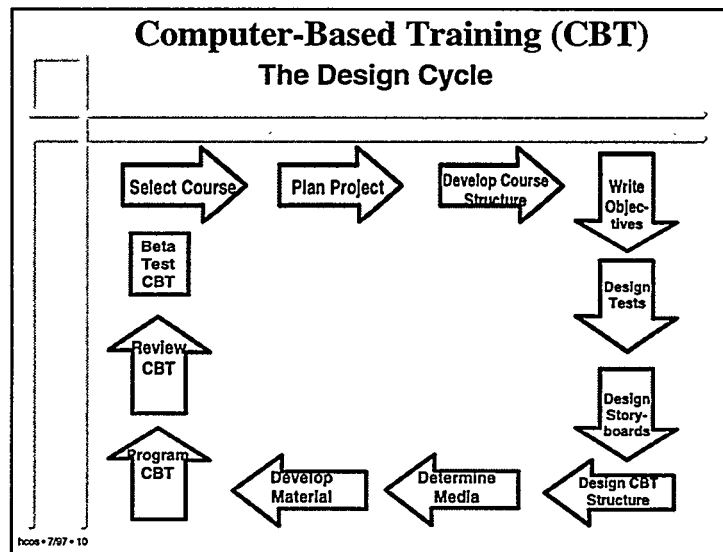 Computer-Based Training (CBT)
The Design Cycle
Select Course
Plan Project
Develop Course
Structure
Write
Objec-
tives
Design
Tests
Design
Story-
boards
Design CBT
Structure
Determine
Media
Develop
Material
Program
CBT
Review
CBT
Beta
Test
CBT
hcos • 7/97 • 10